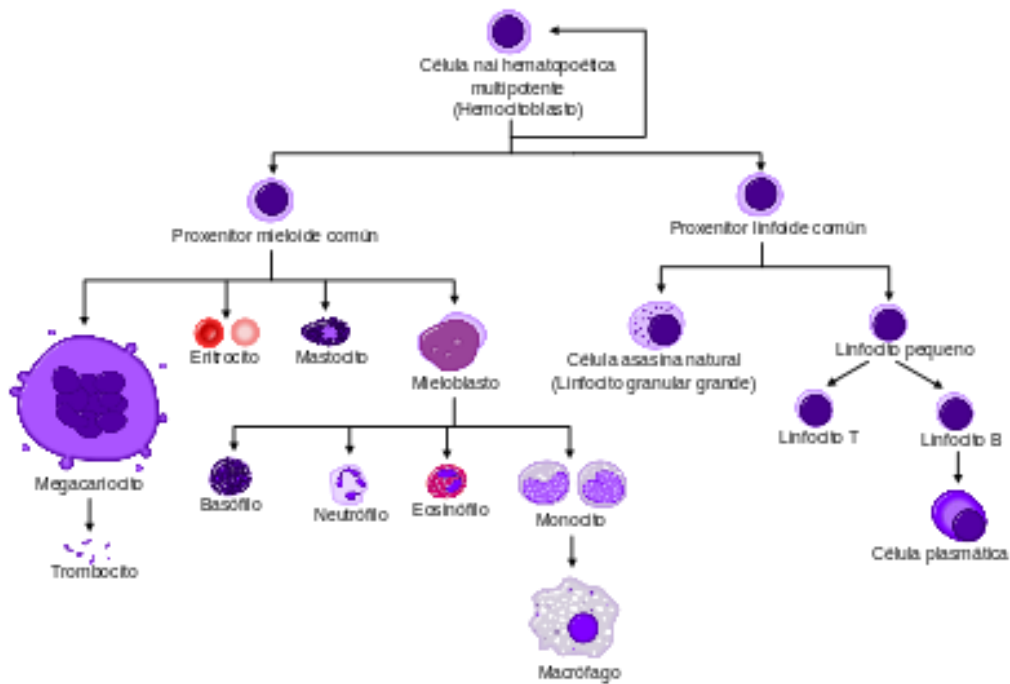 Célula nai hematopoética
multipotente
(Hemocitoblasto)
Proxenitor mieloide común
Proxenitor linfoide común
Eritrocito
Mastocito
Mieloblasto
Célula asasina natural
(Linfocito granular grande)
Linfocito pequeno
Linfocito T
Linfocito B
Megacariocito
Basófilo
Neutrófilo
Eosinófilo
Monocito
Célula plasmática
Trombocito
Macrófago